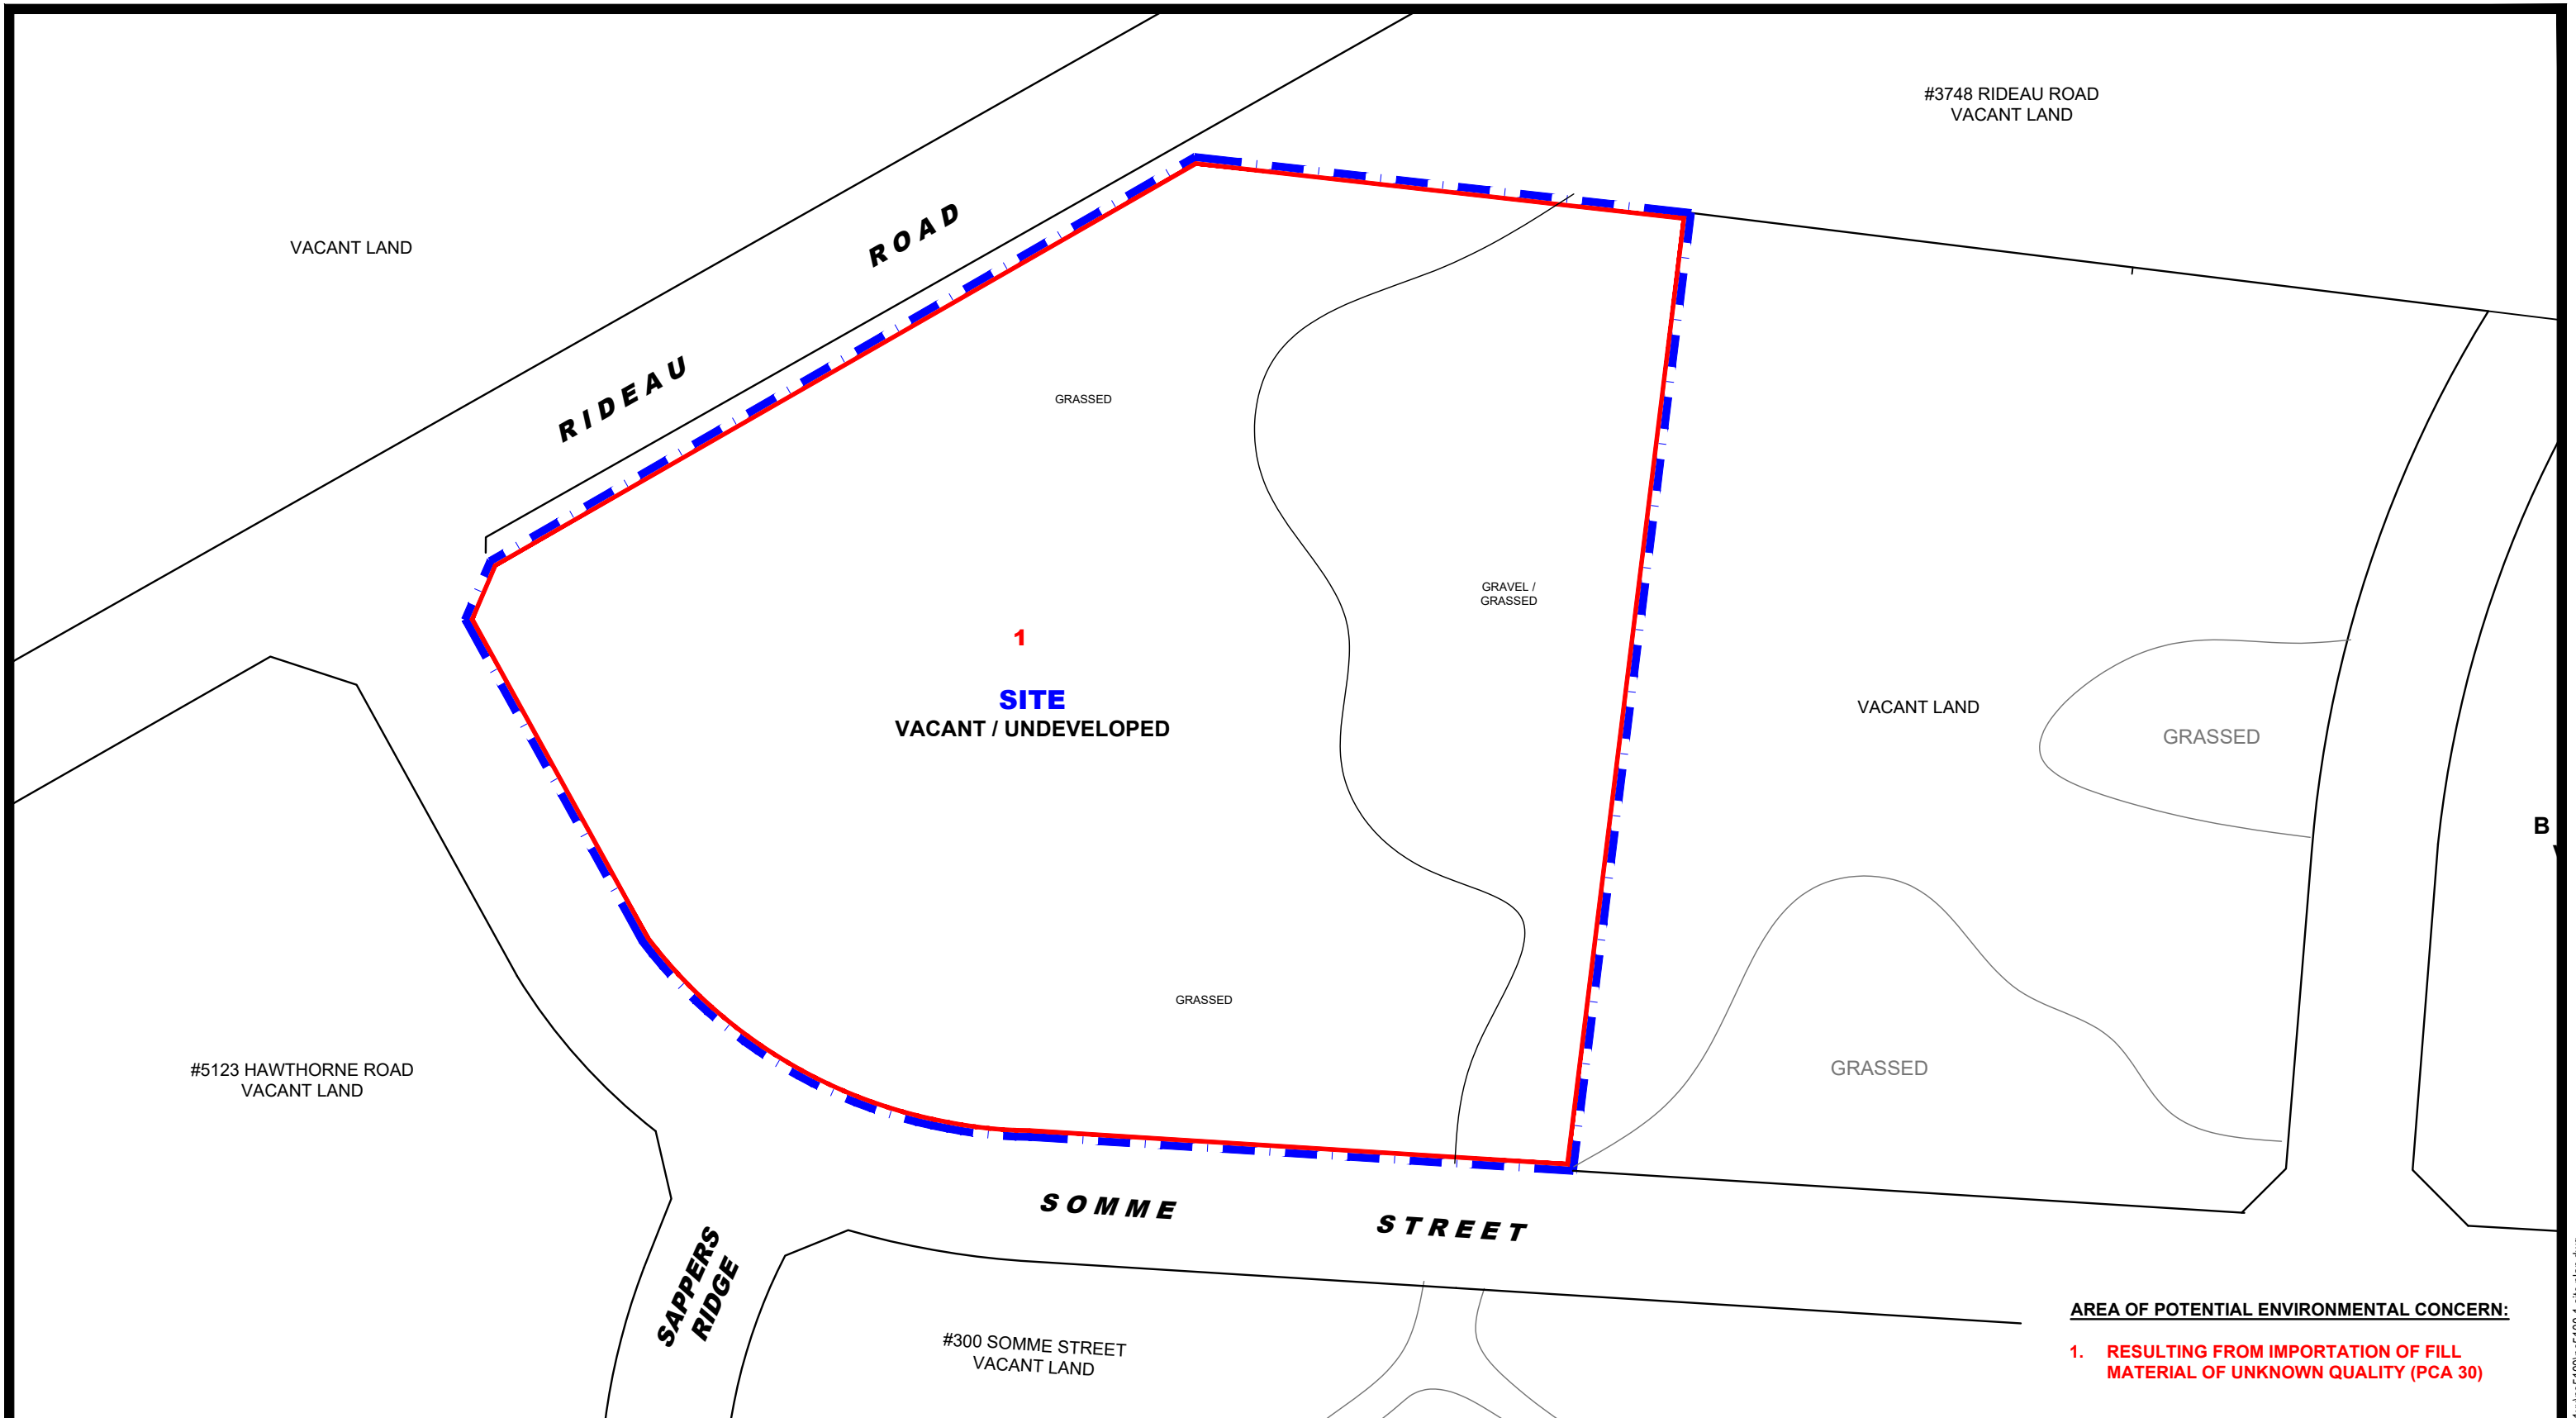 #3748 RIDEAU ROAD
VACANT LAND
VACANT LAND
RIDEAU ROAD
GRASSED
GRAVEL /
GRASSED
1
SITE
VACANT / UNDEVELOPED
VACANT LAND
GRASSED
B
GRASSED
#5123 HAWTHORNE ROAD
VACANT LAND
GRASSED
SOMME STREET
SAPPERS
RIDGE
#300 SOMME STREET
VACANT LAND
AREA OF POTENTIAL ENVIRONMENTAL CONCERN:
1. RESULTING FROM IMPORTATION OF FILL
MATERIAL OF UNKNOWN QUALITY (PCA 30)